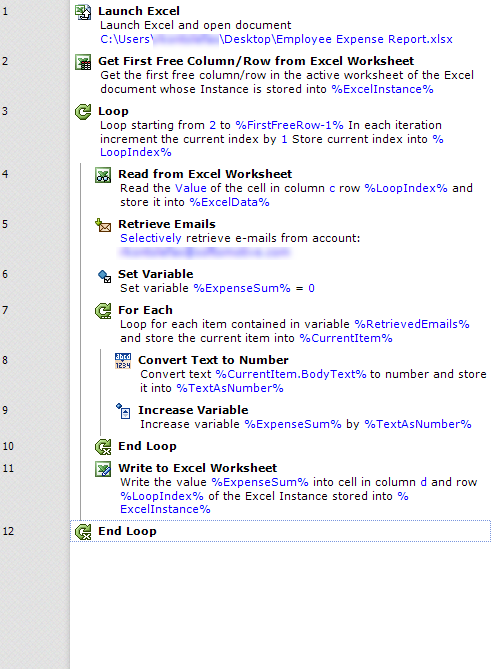 1 Launch Excel
Launch Excel and open document
C:\Users\ \Desktop\Employee Expense Report.xlsx
2 Get First Free Column/Row from Excel Worksheet
Get the first free column/row in the active worksheet of the Excel
document whose Instance is stored into %ExcelInstance%
3 Loop
Loop starting from 2 to %FirstFreeRow-1% In each iteration
increment the current index by 1 Store current index into %
LoopIndex%
4 Read from Excel Worksheet
Read the Value of the cell in column c row %LoopIndex% and
store it into %ExcelData%
5 Retrieve Emails
Selectively retrieve e-mails from account:
6 Set Variable
Set variable %ExpenseSum% = 0
7 For Each
Loop for each item contained in variable %RetrievedEmails%
and store the current item into %CurrentItem%
8 Convert Text to Number
Convert text %CurrentItem.BodyText% to number and store
it into %TextAsNumber%
9 Increase Variable
Increase variable %ExpenseSum% by %TextAsNumber%
10 End Loop
11 Write to Excel Worksheet
Write the value %ExpenseSum% into cell in column d and row
%LoopIndex% of the Excel Instance stored into %
ExcelInstance%
12 End Loop